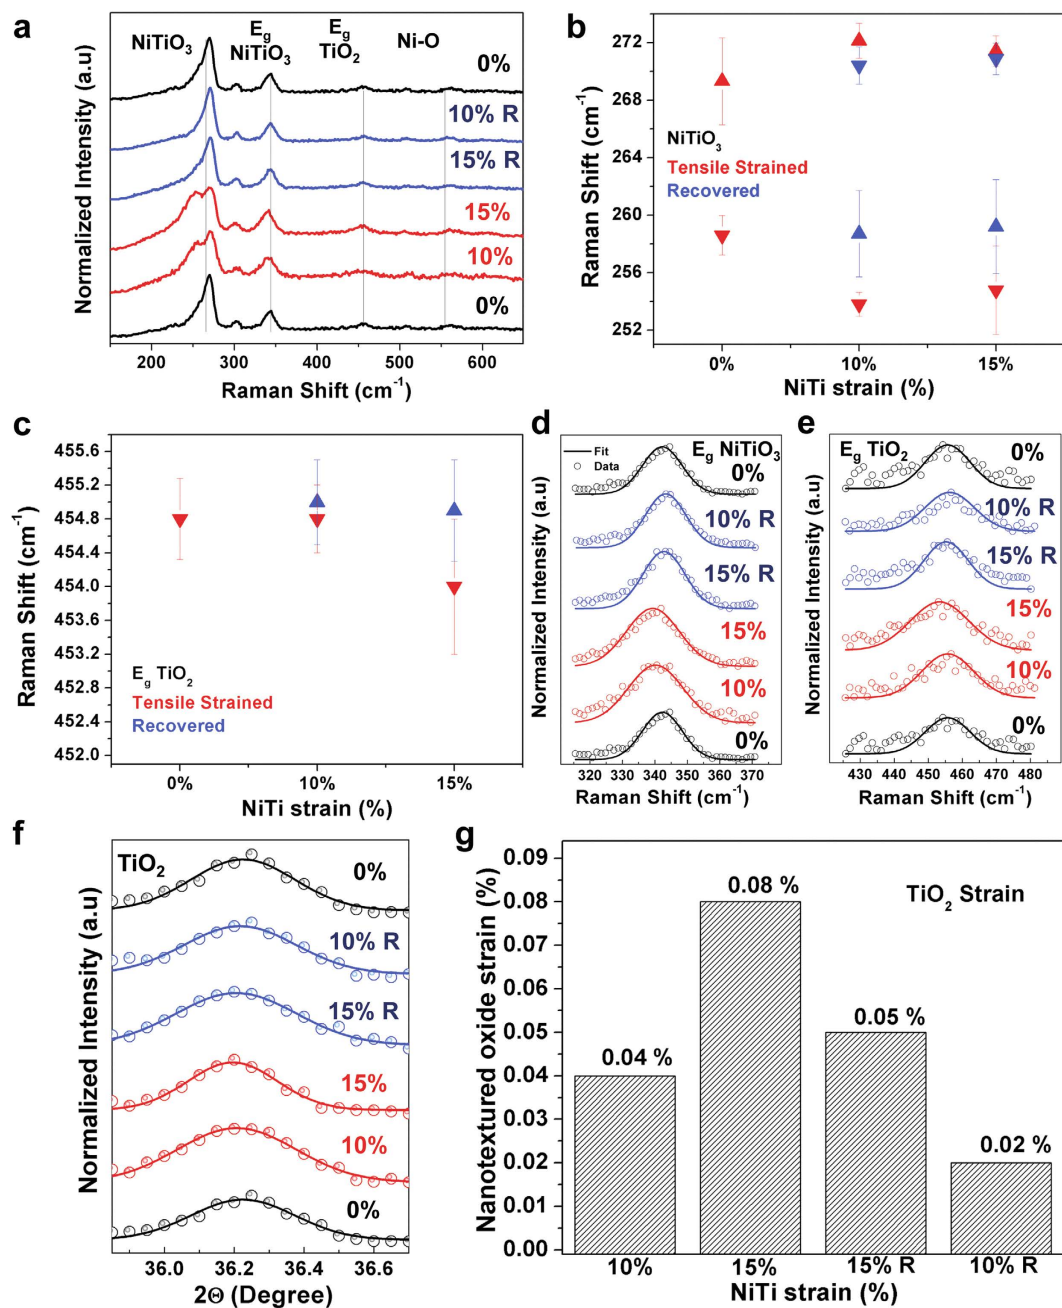 a
Normalized Intensity (a.u)
NiTiO3
Eg
NiTiO3
Eg
TiO2
Ni-O
0%
10% R
15% R
15%
10%
0%
200 300 400 500 600
Raman Shift (cm-1)
b
Raman Shift (cm-1)
272
268
264
260
256
252
NiTiO3
Tensile Strained
Recovered
0% 10% 15%
NiTi strain (%)
c
Raman Shift (cm-1)
455.6
455.2
454.8
454.4
454.0
453.6
453.2
452.8
452.4
452.0
Eg TiO2
Tensile Strained
Recovered
0% 10% 15%
NiTi strain (%)
d
Normalized Intensity (a.u)
Fit
Data
Eg NiTiO3
0%
10% R
15% R
15%
10%
0%
320 330 340 350 360 370
Raman Shift (cm-1)
e
Normalized Intensity (a.u)
Eg TiO2
0%
10% R
15% R
15%
10%
0%
430 440 450 460 470 480
Raman Shift (cm-1)
f
Normalized Intensity (a.u)
TiO2
0%
10% R
15% R
15%
10%
0%
36.0 36.2 36.4 36.6
2Θ (Degree)
g
Nanotextured oxide strain (%)
0.09
0.08
0.07
0.06
0.05
0.04
0.03
0.02
0.01
0.00
TiO2 Strain
0.04 %
0.08 %
0.05 %
0.02 %
10% 15% 15% R 10% R
NiTi strain (%)